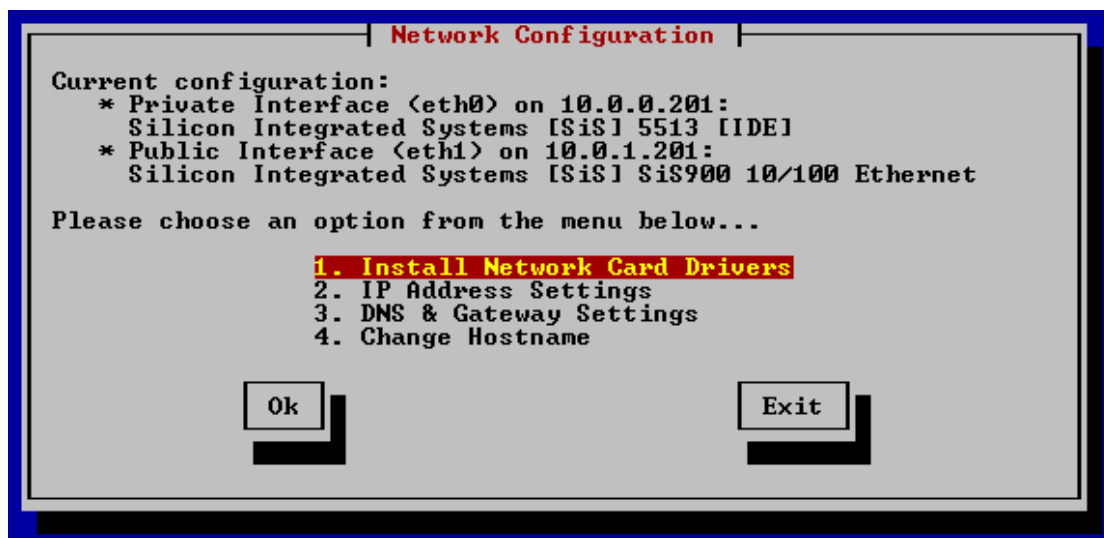 Network Configuration
Current configuration:
* Private Interface (eth0) on 10.0.0.201:
Silicon Integrated Systems [SiS] 5513 [IDE]
* Public Interface (eth1) on 10.0.1.201:
Silicon Integrated Systems [SiS] SiS900 10/100 Ethernet
Please choose an option from the menu below...
1. Install Network Card Drivers
2. IP Address Settings
3. DNS & Gateway Settings
4. Change Hostname
Ok Exit